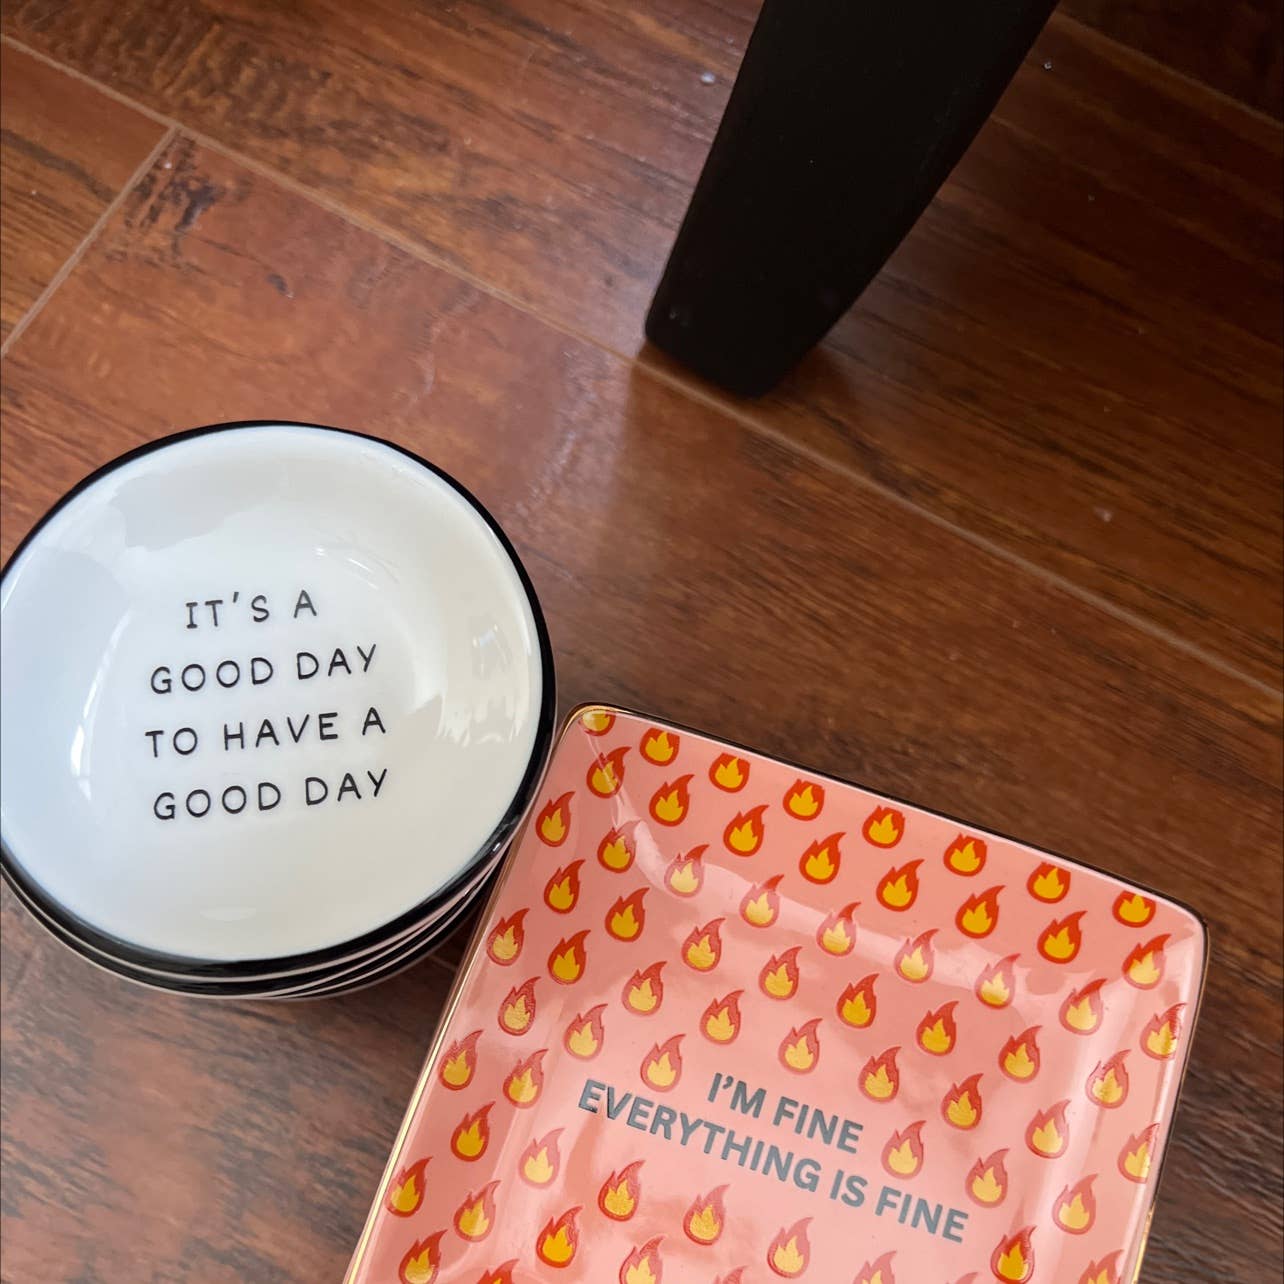 IT'S A
GOOD DAY
TO HAVE A
GOOD DAY
I'M FINE
EVERYTHING IS FINE